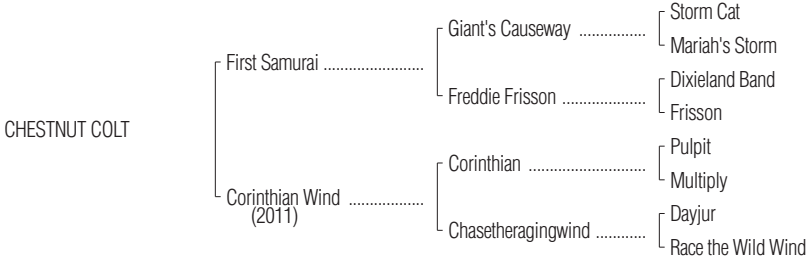 Storm Cat
Giant's Causeway ................
Mariah's Storm
First Samurai ........................
Dixieland Band
Freddie Frisson ....................
Frisson
CHESTNUT COLT
Pulpit
Corinthian ............................
Multiply
Corinthian Wind ..................
(2011)
Dayjur
Chasetheragingwind ............
Race the Wild Wind